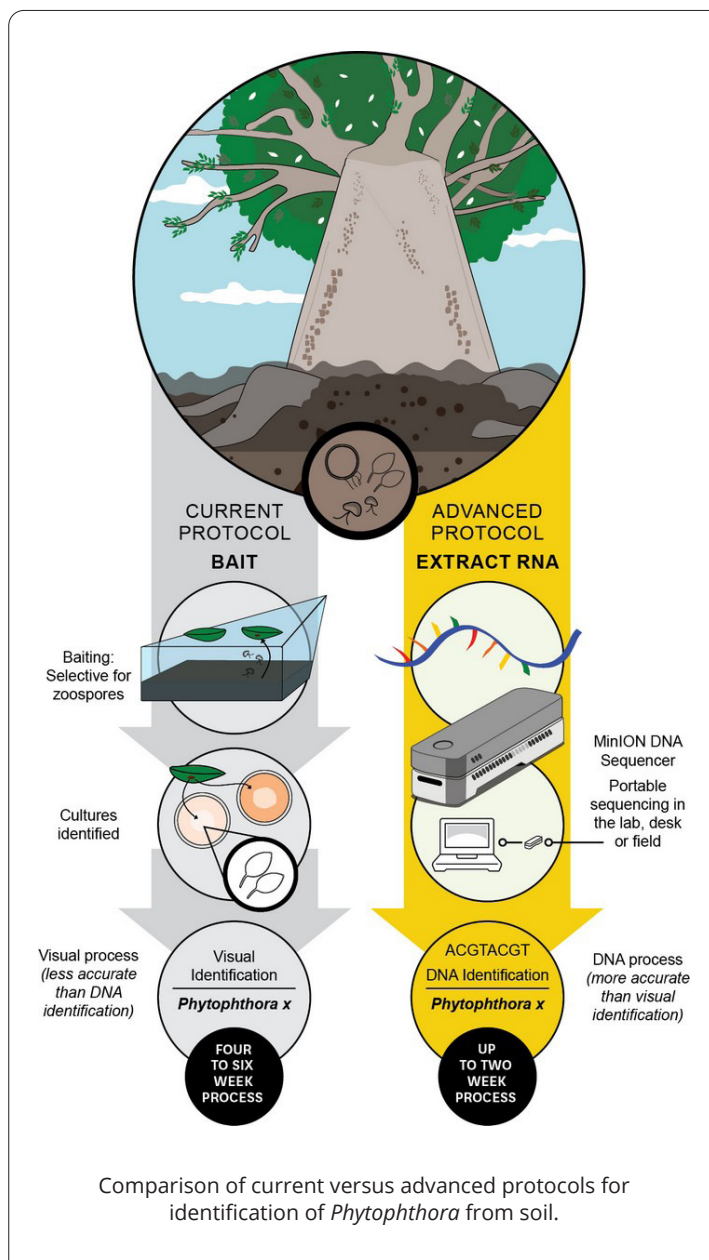 CURRENT
PROTOCOL
BAIT
Baiting:
Selective for
zoospores
Cultures
identified
Visual process
(less accurate
than DNA
identification)
Visual
Identification
Phytophthora x
FOUR
TO SIX
WEEK
PROCESS
ADVANCED
PROTOCOL
EXTRACT RNA
MinION DNA
Sequencer
Portable
sequencing in
the lab, desk
or field
ACGTACGT
DNA Identification
Phytophthora x
DNA process
(more accurate
than visual
identification)
UP
TO TWO
WEEK
PROCESS
Comparison of current versus advanced protocols for
identification of Phytophthora from soil.